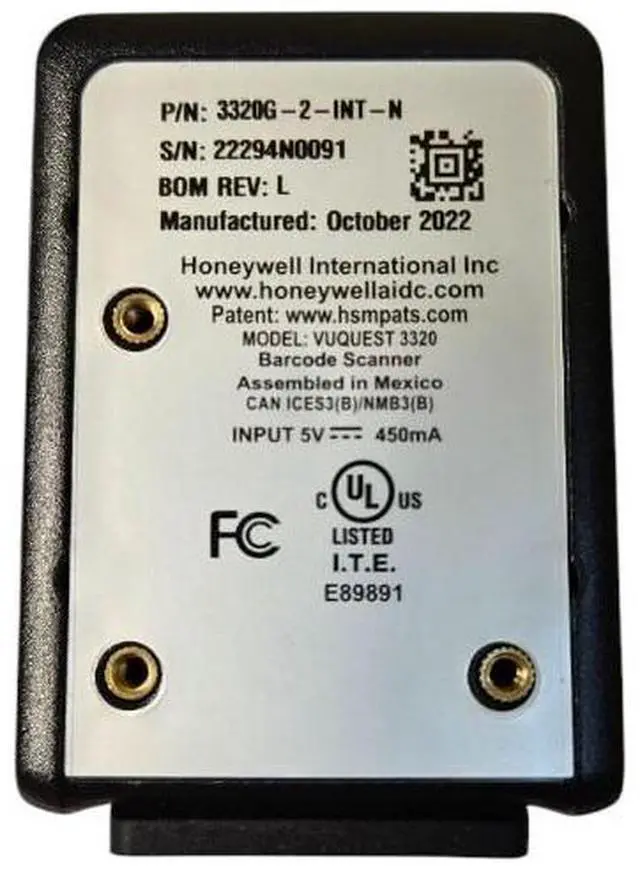 P/N: 3320G-2-INT-N
S/N: 22294N0091
BOM REV: L
Manufactured: October 2022
Honeywell International Inc
www.honeywellaidc.com
Patent: www.hsmpats.com
MODEL: VUQUEST 3320
Barcode Scanner
Assembled in Mexico
CAN ICES3(B)/NMB3(B)
INPUT 5V ⎓ 450mA
FC
C UL US
LISTED
I.T.E.
E89891